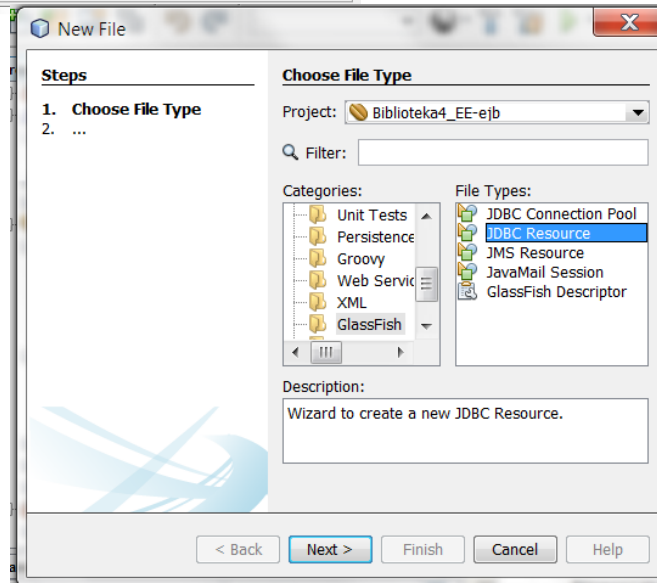 New File
Steps
1. Choose File Type
2. ...
Choose File Type
Project: Biblioteka4_EE-ejb
Filter:
Categories:
Unit Tests
Persistence
Groovy
Web Servic
XML
GlassFish
File Types:
JDBC Connection Pool
JDBC Resource
JMS Resource
JavaMail Session
GlassFish Descriptor
Description:
Wizard to create a new JDBC Resource.
< Back
Next >
Finish
Cancel
Help